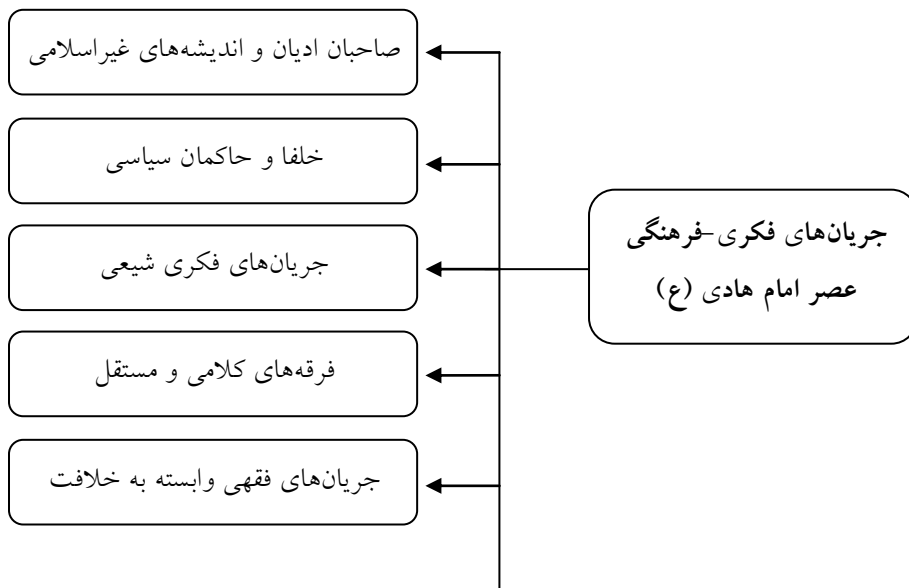 صاحبان ادیان و اندیشه‌های غیراسلامی
خلفا و حاکمان سیاسی
جریان‌های فکری–فرهنگی
عصر امام هادی (ع)
جریان‌های فکری شیعی
فرقه‌های کلامی و مستقل
جریان‌های فقهی وابسته به خلافت